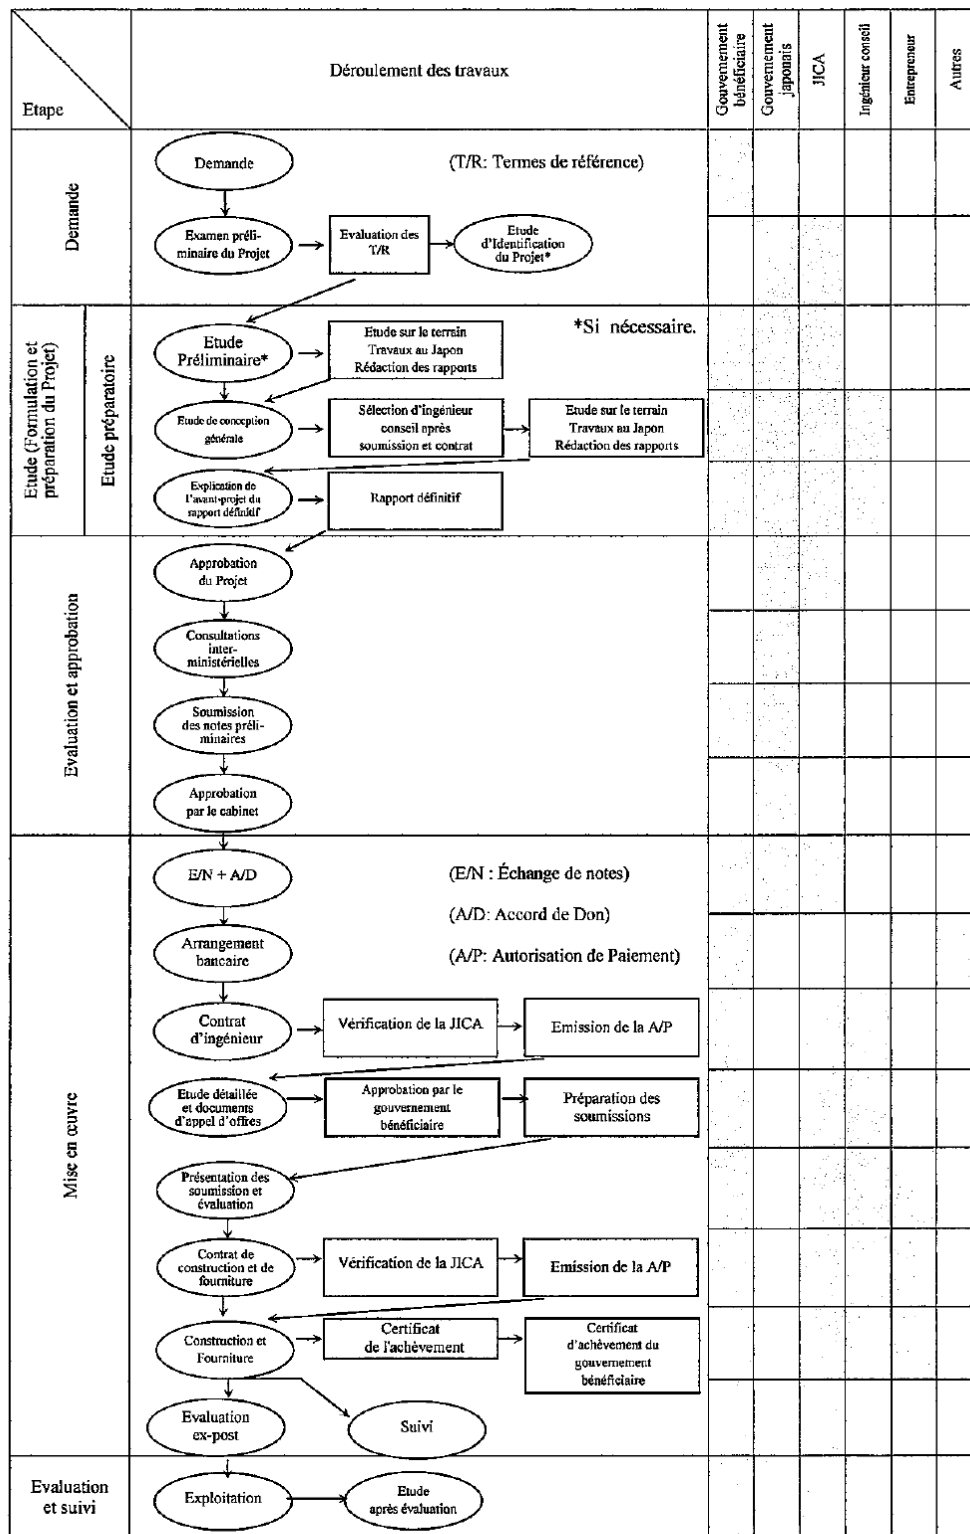 Etape
Déroulement des travaux
Gouvernement
bénéficiaire
Gouvernement
japonais
JICA
Ingénieur conseil
Entrepreneur
Autres
Demande
Demande
(T/R: Termes de référence)
Examen préli-
minaire du Projet
Evaluation des
T/R
Etude
d'Identification
du Projet*
Etude (Formulation et
préparation du Projet)
Etude préparatoire
Etude
Préliminaire*
Etude sur le terrain
Travaux au Japon
Rédaction des rapports
*Si nécessaire.
Etude de conception
générale
Sélection d'ingénieur
conseil après
soumission et contrat
Etude sur le terrain
Travaux au Japon
Rédaction des rapports
Explication de
l'avant-projet du
rapport définitif
Rapport définitif
Evaluation et approbation
Approbation
du Projet
Consultations
inter-
ministérielles
Soumission
des notes préli-
minaires
Approbation
par le cabinet
Mise en œuvre
E/N + A/D
(E/N : Échange de notes)
(A/D: Accord de Don)
Arrangement
bancaire
(A/P: Autorisation de Paiement)
Contrat
d'ingénieur
Vérification de la JICA
Emission de la A/P
Etude détaillée
et documents
d'appel d'offres
Approbation par le
gouvernement
bénéficiaire
Préparation des
soumissions
Présentation des
soumission et
évaluation
Contrat de
construction et de
fourniture
Vérification de la JICA
Emission de la A/P
Construction et
Fourniture
Certificat
de l'achèvement
Certificat
d'achèvement du
gouvernement
bénéficiaire
Evaluation
ex-post
Suivi
Evaluation
et suivi
Exploitation
Etude
après évaluation